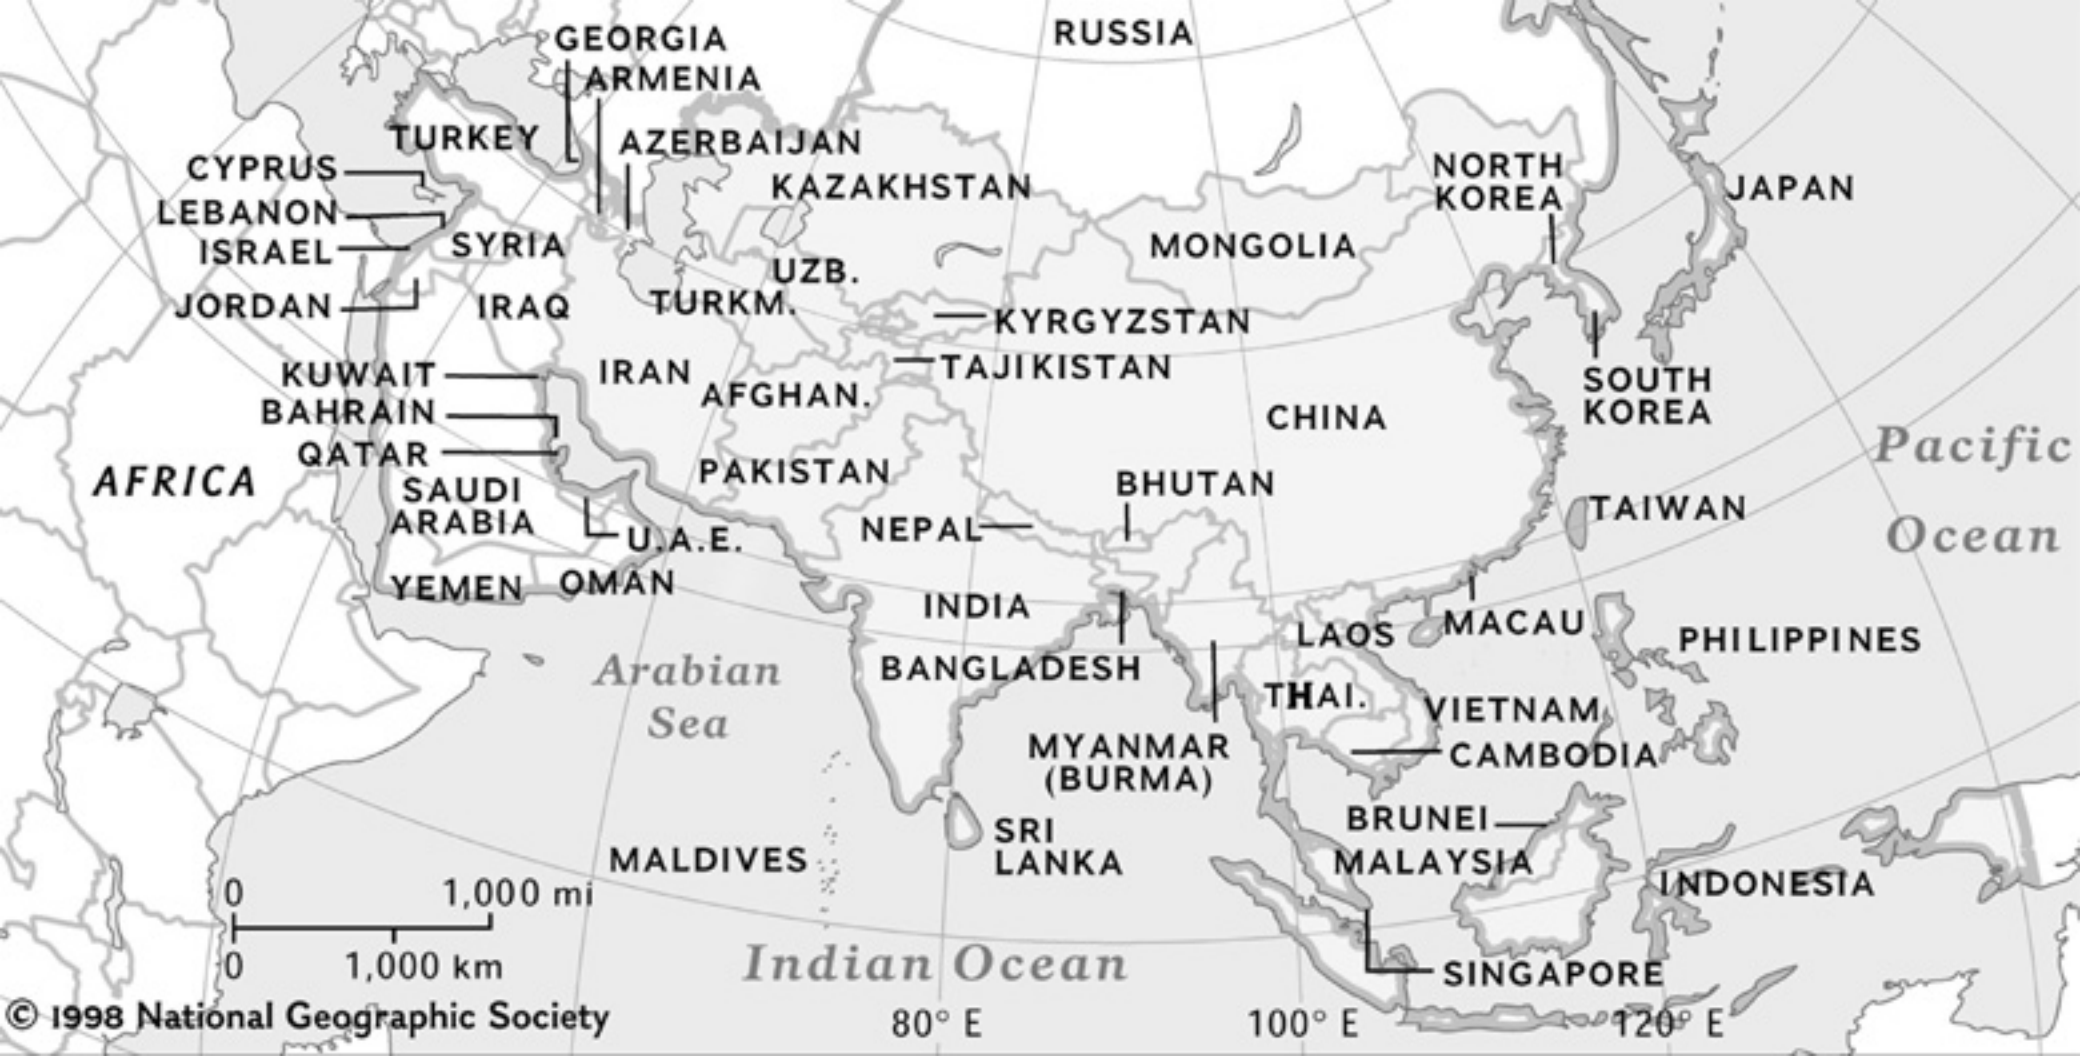 RUSSIA
GEORGIA
ARMENIA
TURKEY
AZERBAIJAN
CYPRUS
KAZAKHSTAN
NORTH
KOREA
JAPAN
LEBANON
ISRAEL
SYRIA
MONGOLIA
UZB.
JORDAN
IRAQ
TURKM.
KYRGYZSTAN
TAJIKISTAN
KUWAIT
IRAN
AFGHAN.
SOUTH
KOREA
BAHRAIN
CHINA
QATAR
PAKISTAN
Pacific
Ocean
AFRICA
SAUDI
ARABIA
BHUTAN
TAIWAN
NEPAL
U.A.E.
YEMEN
OMAN
INDIA
MACAU
LAOS
PHILIPPINES
Arabian
Sea
BANGLADESH
THAI.
VIETNAM
MYANMAR
(BURMA)
CAMBODIA
BRUNEI
SRI
LANKA
MALDIVES
MALAYSIA
INDONESIA
0 1,000 mi
0 1,000 km
Indian Ocean
SINGAPORE
© 1998 National Geographic Society
80° E
100° E
120° E